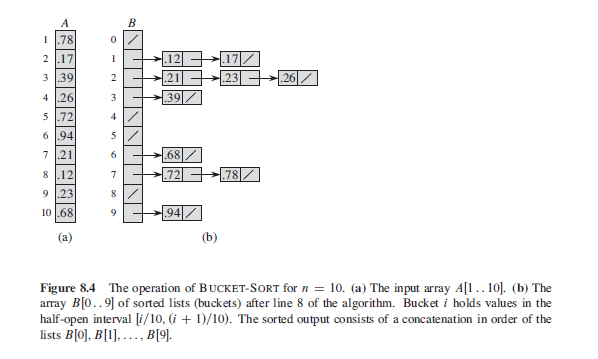 A B
1 .78 0
2 .17 1 .12 .17
3 .39 2 .21 .23 .26
4 .26 3 .39
5 .72 4
6 .94 5
7 .21 6 .68
8 .12 7 .72 .78
9 .23 8
10 .68 9 .94
(a) (b)
Figure 8.4 The operation of BUCKET-SORT for n = 10. (a) The input array A[1 . . 10]. (b) The
array B[0 . . 9] of sorted lists (buckets) after line 8 of the algorithm. Bucket i holds values in the
half-open interval [i/10, (i + 1)/10). The sorted output consists of a concatenation in order of the
lists B[0], B[1], . . . , B[9].